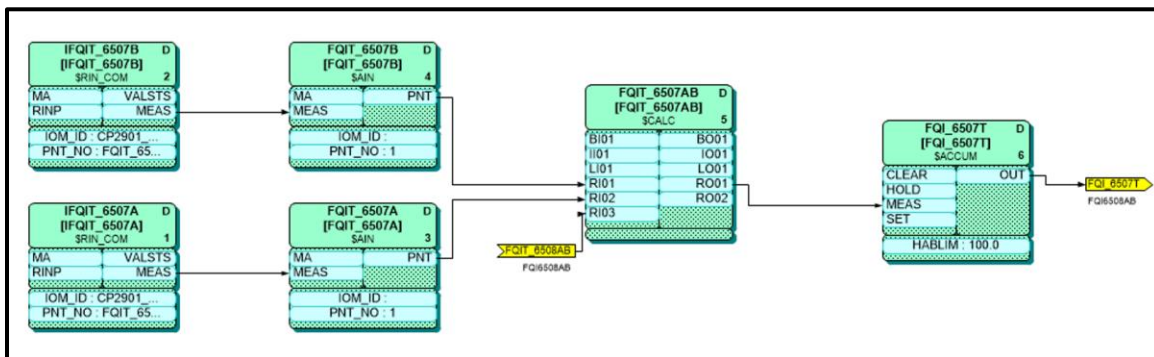 IFQIT_6507B D
[IFQIT_6507B]
$RIN_COM 2
MA VALSTS
RINP MEAS
IOM_ID : CP2901_...
PNT_NO : FQIT_65...
FQIT_6507B D
[FQIT_6507B]
$AIN 4
MA PNT
MEAS
IOM_ID :
PNT_NO : 1
IFQIT_6507A D
[IFQIT_6507A]
$RIN_COM 1
MA VALSTS
RINP MEAS
IOM_ID : CP2901_...
PNT_NO : FQIT_65...
FQIT_6507A D
[FQIT_6507A]
$AIN 3
MA PNT
MEAS
IOM_ID :
PNT_NO : 1
FQIT_6508AB
FQI6508AB
FQIT_6507AB D
[FQIT_6507AB]
$CALC 5
BI01 BO01
II01 IO01
LI01 LO01
RI01 RO01
RI02 RO02
RI03
FQI_6507T D
[FQI_6507T]
$ACCUM 6
CLEAR OUT
HOLD
MEAS
SET
HABLIM : 100.0
FQI_6507T
FQI6508AB